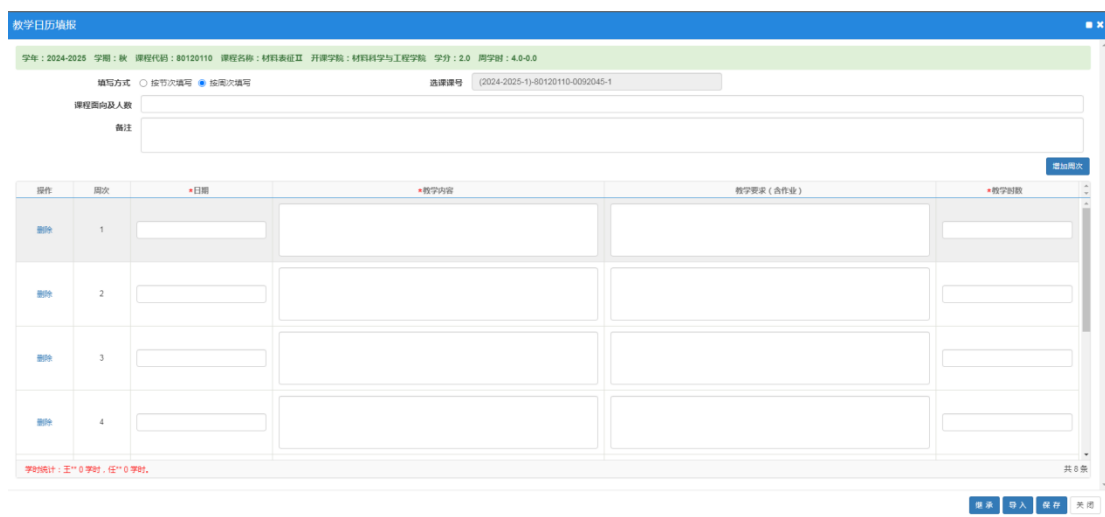 教学日历填报
学年：2024-2025 学期：秋 课程代码：80120110 课程名称：材料表征Ⅱ 开课学院：材料科学与工程学院 学分：2.0 周学时：4.0-0.0
填写方式 按节次填写 按周次填写 选课课号 (2024-2025-1)-80120110-0092045-1
课程面向及人数
备注
增加周次
操作 周次 *日期 *教学内容 教学要求（含作业） *教学时数
删除 1
删除 2
删除 3
删除 4
学时统计：王** 0 学时 , 任** 0 学时。 共 8 条
继 承 导 入 保 存 关 闭